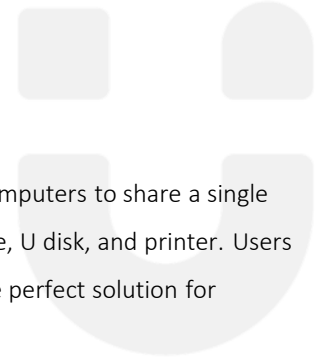 mputers to share a single
e, U disk, and printer. Users
perfect solution for